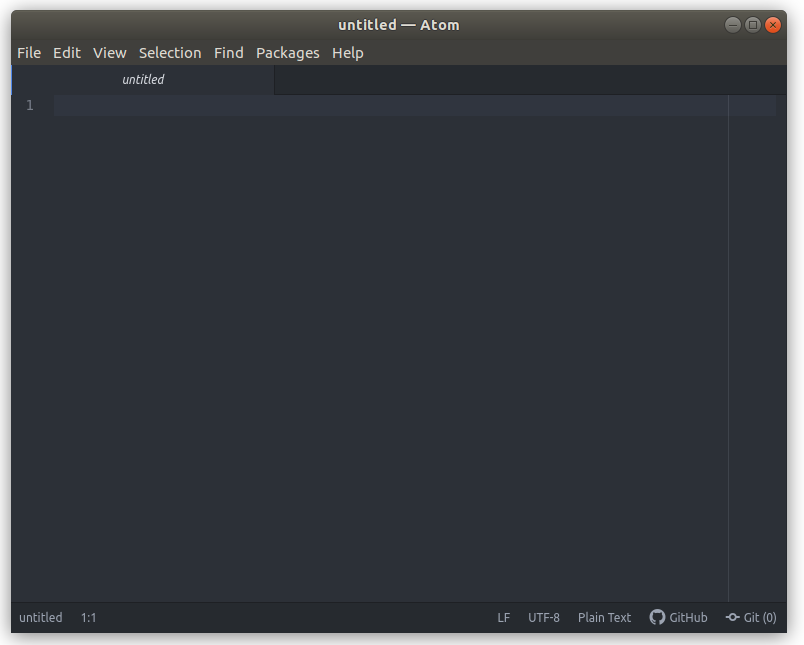 untitled — Atom
File Edit View Selection Find Packages Help
untitled
1
untitled 1:1 LF UTF-8 Plain Text GitHub Git (0)